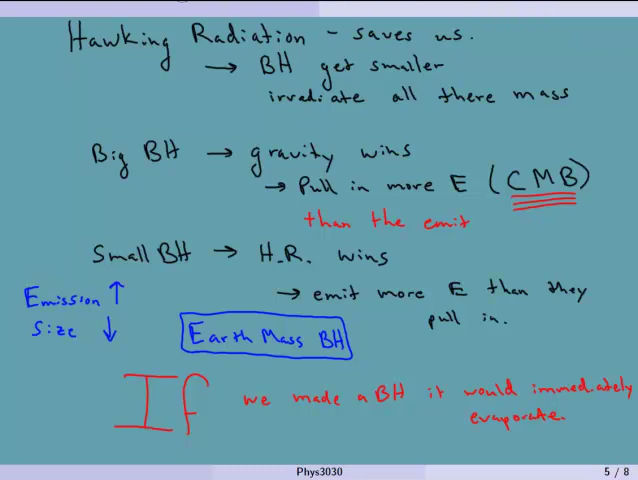 Hawking Radiation - saves us.
→ BH get smaller
irradiate all there mass
Big BH → gravity wins
→ Pull in more E (CMB)
than the emit
Small BH → H.R. wins
→ emit more E than they
pull in.
Emission ↑
Size ↓
Earth Mass BH
If we made a BH it would immediately
evaporate.
Phys3030
5 / 8